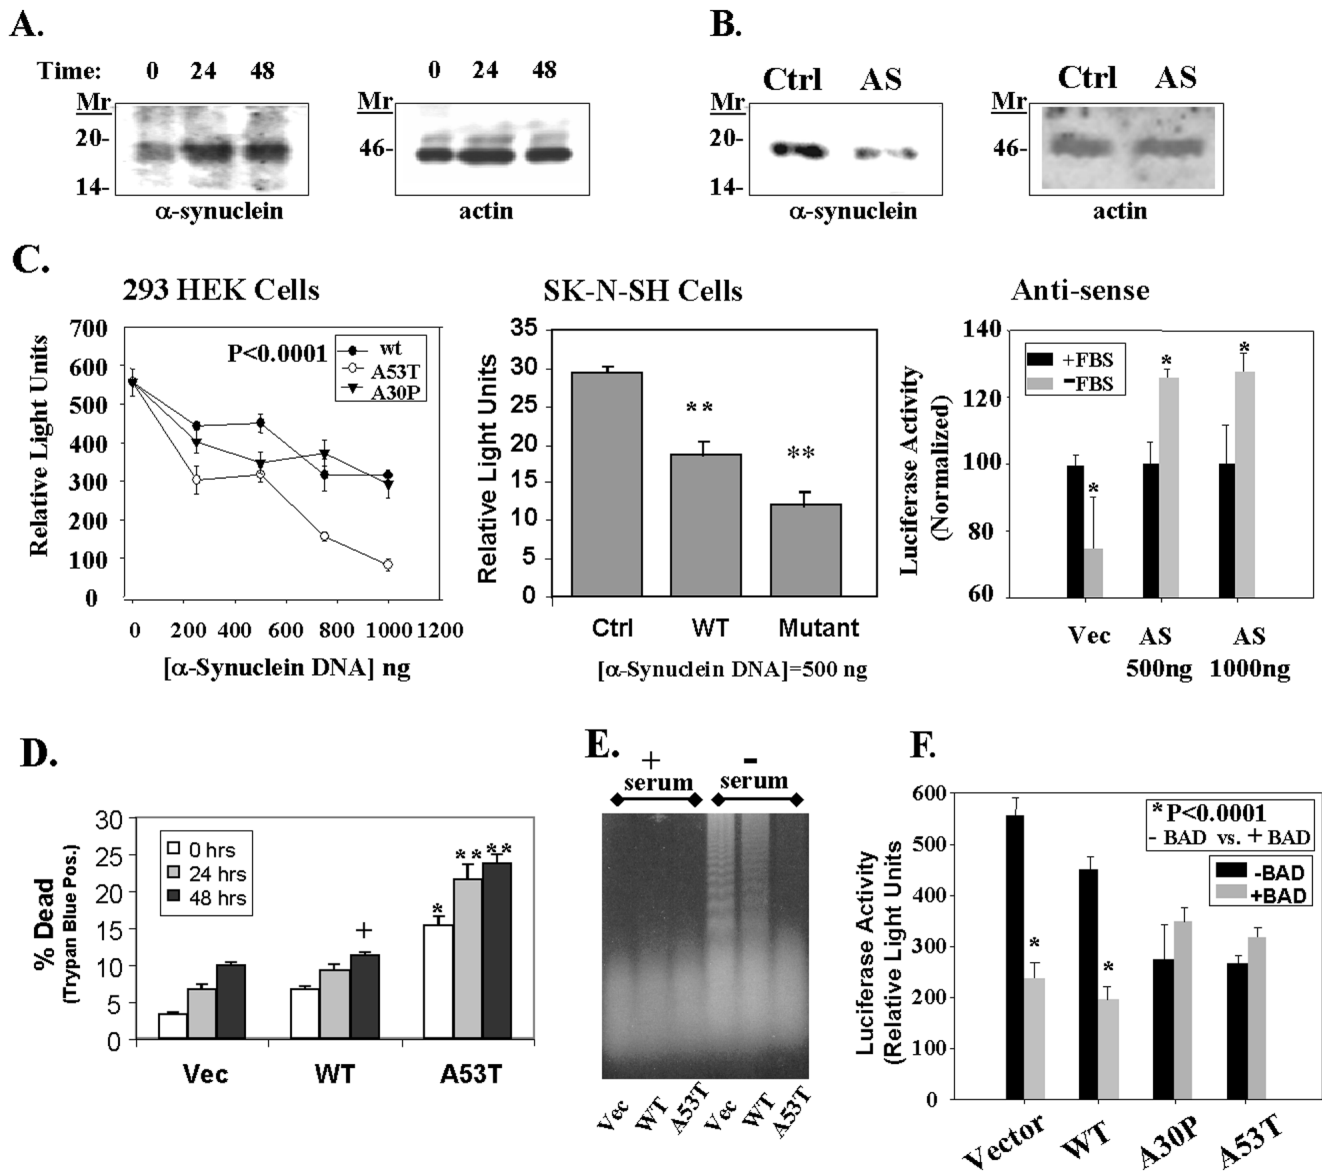 A.
Time: 0 24 48
Mr
20-
14-
α-synuclein
0 24 48
Mr
46-
actin
B.
Ctrl AS
Mr
20-
14-
α-synuclein
Ctrl AS
Mr
46-
actin
C.
293 HEK Cells
Relative Light Units
700
600
500
400
300
200
100
0
P<0.0001
wt
A53T
A30P
0 200 400 600 800 1000 1200
[α-Synuclein DNA] ng
SK-N-SH Cells
Relative Light Units
35
30
25
20
15
10
5
0
**
**
Ctrl WT Mutant
[α-Synuclein DNA]=500 ng
Anti-sense
Luciferase Activity
(Normalized)
140
120
100
80
60
+FBS
-FBS
*
*
*
Vec AS AS
500ng 1000ng
D.
% Dead
(Trypan Blue Pos.)
30
25
20
15
10
5
0
0 hrs
24 hrs
48 hrs
+
*
**
**
Vec WT A53T
E.
+ -
serum serum
Vec WT A53T Vec WT A53T
F.
Luciferase Activity
(Relative Light Units)
600
500
400
300
200
100
0
*P<0.0001
- BAD vs. + BAD
-BAD
+BAD
*
*
Vector WT A30P A53T